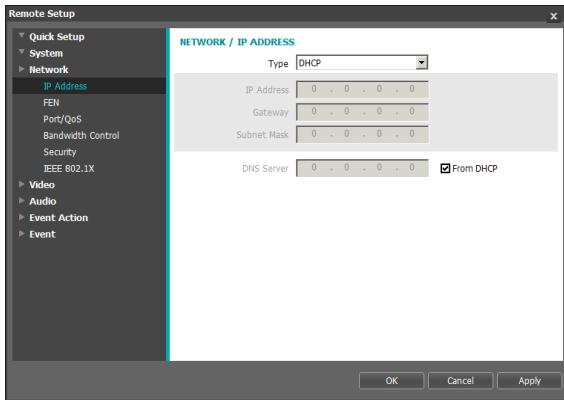 Remote Setup
x
Quick Setup
System
Network
IP Address
FEN
Port/QoS
Bandwidth Control
Security
IEEE 802.1X
Video
Audio
Event Action
Event
NETWORK / IP ADDRESS
Type DHCP
IP Address 0 . 0 . 0 . 0
Gateway 0 . 0 . 0 . 0
Subnet Mask 0 . 0 . 0 . 0
DNS Server 0 . 0 . 0 . 0 From DHCP
OK Cancel Apply